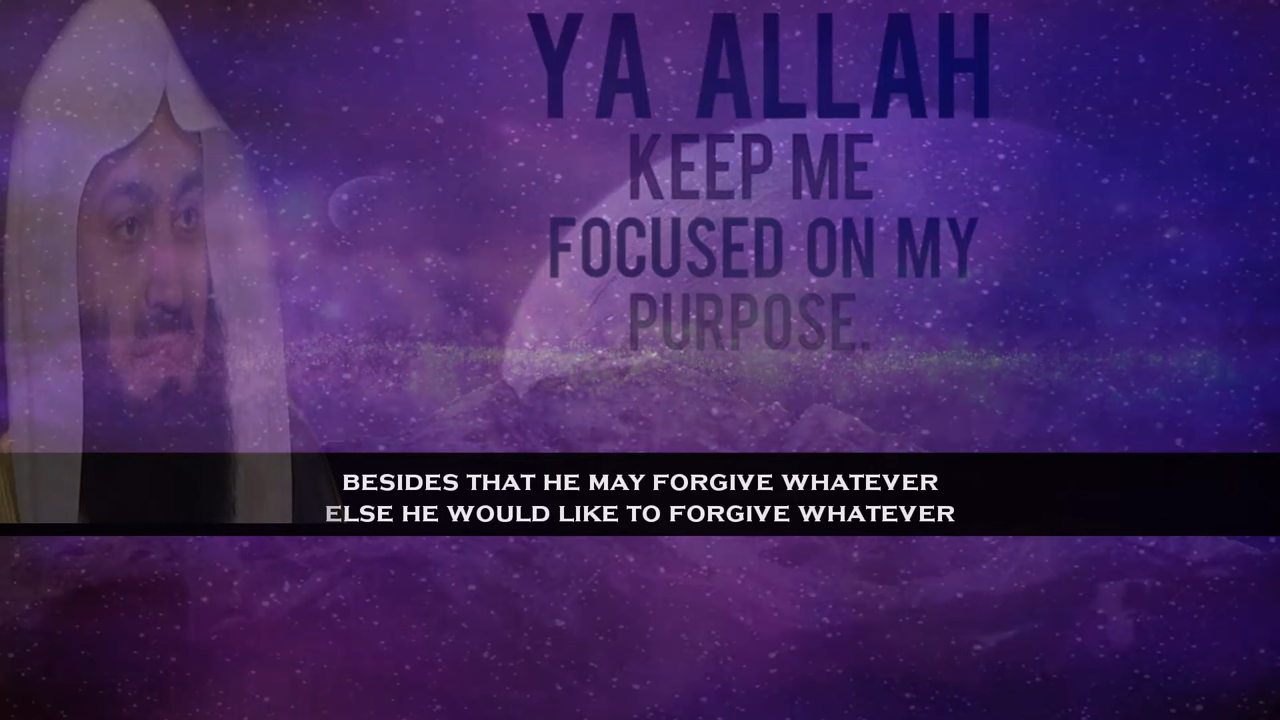 YA ALLAH
KEEP ME
FOCUSED ON MY
PURPOSE.
BESIDES THAT HE MAY FORGIVE WHATEVER
ELSE HE WOULD LIKE TO FORGIVE WHATEVER